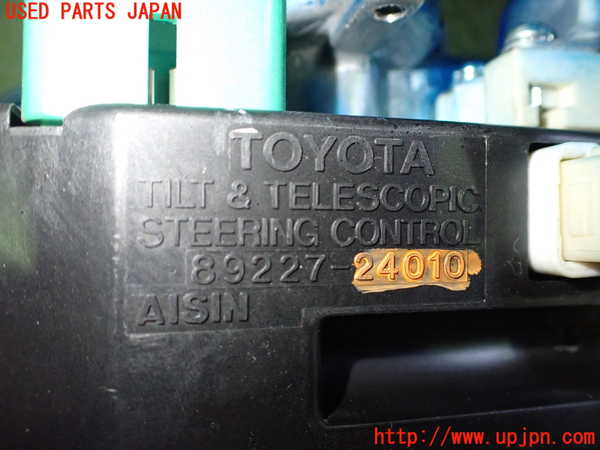 USED PARTS JAPAN
TOYOTA
TILT & TELESCOPIC
STEERING CONTROL
89227-24010
AISIN
http://www.upjpn.com/